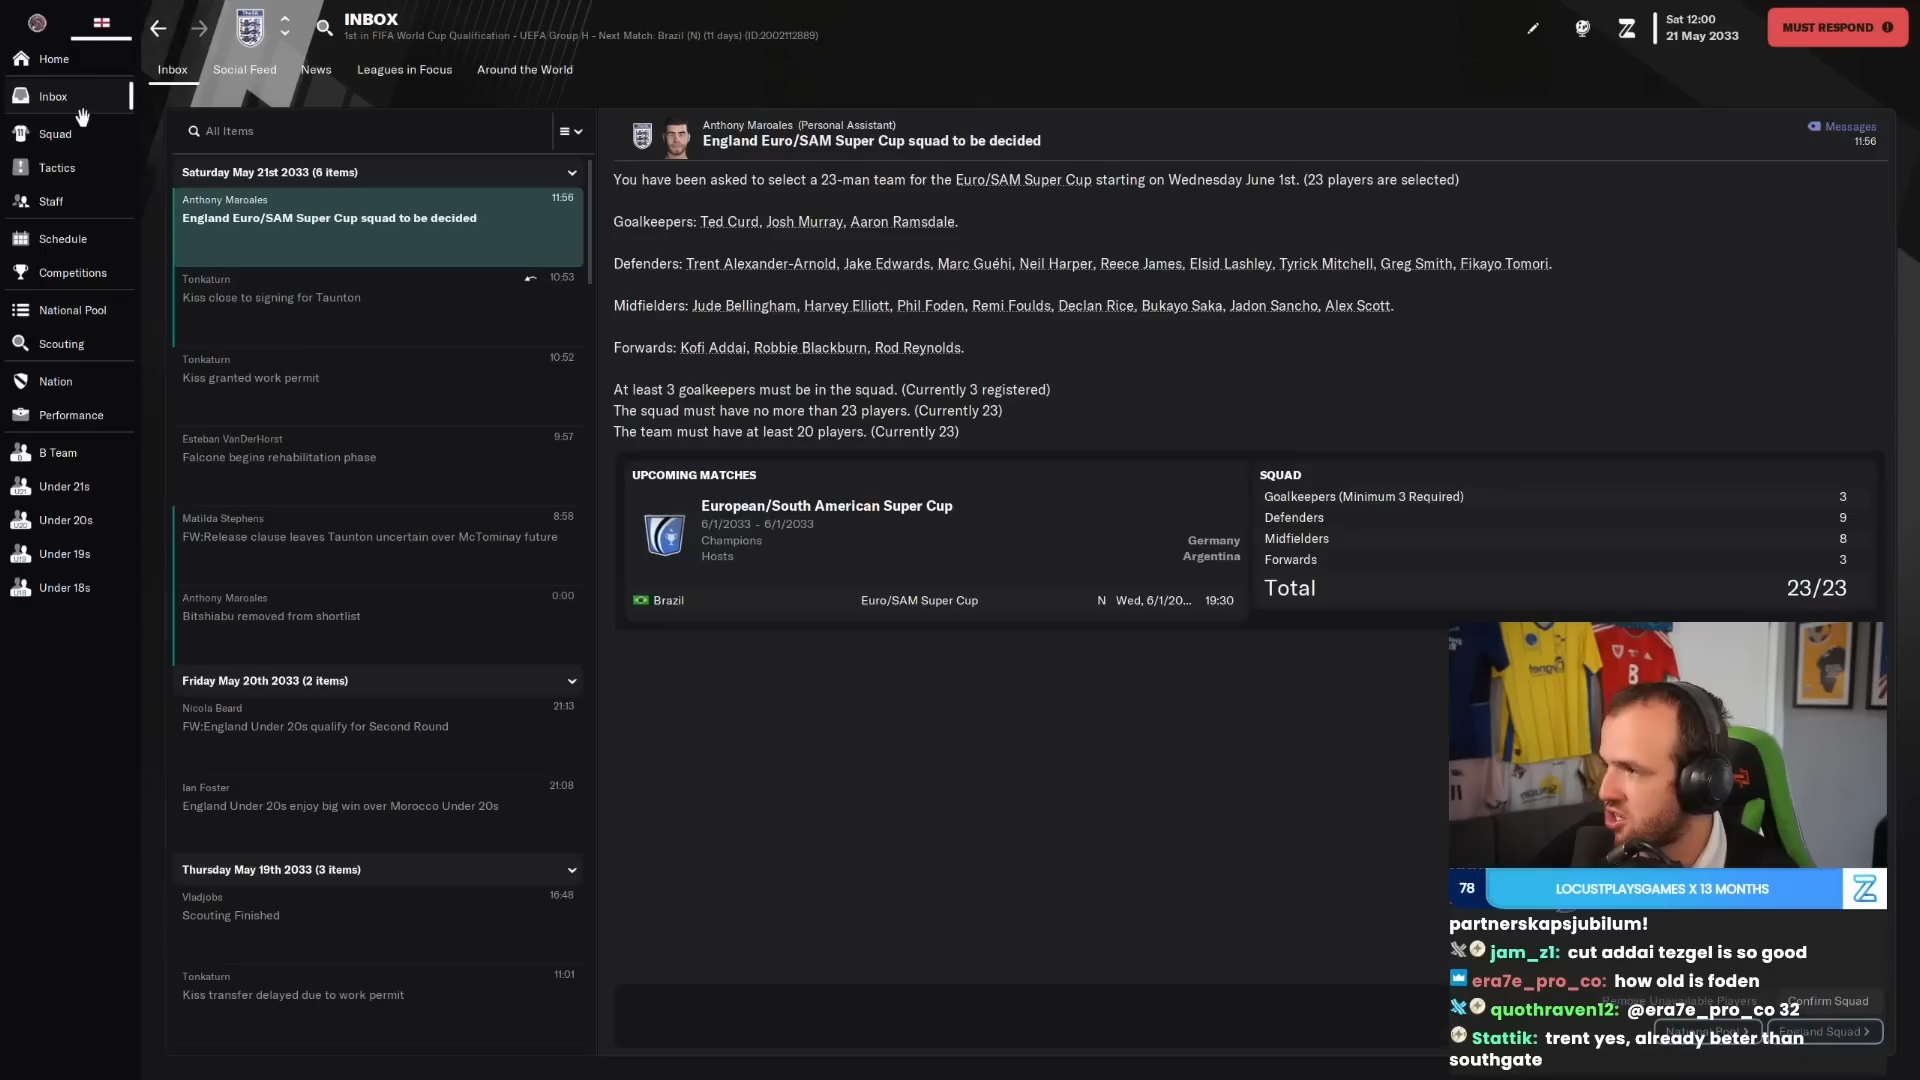 INBOX
1st in FIFA World Cup Qualification - UEFA Group H - Next Match: Brazil (N) (11 days) (ID:2002112889)
Sat 12:00
21 May 2033
MUST RESPOND
Inbox Social Feed News Leagues in Focus Around the World
Home
Inbox
Squad
Tactics
Staff
Schedule
Competitions
National Pool
Scouting
Nation
Performance
B Team
Under 21s
Under 20s
Under 19s
Under 18s
All Items
Saturday May 21st 2033 (6 items)
Anthony Maroales 11:56
England Euro/SAM Super Cup squad to be decided
Tonkaturn 10:53
Kiss close to signing for Taunton
Tonkaturn 10:52
Kiss granted work permit
Esteban VanDerHorst 9:57
Falcone begins rehabilitation phase
Matilda Stephens 8:58
FW:Release clause leaves Taunton uncertain over McTominay future
Anthony Maroales 0:00
Bitshiabu removed from shortlist
Friday May 20th 2033 (2 items)
Nicola Beard 21:13
FW:England Under 20s qualify for Second Round
Ian Foster 21:08
England Under 20s enjoy big win over Morocco Under 20s
Thursday May 19th 2033 (3 items)
Vladjobs 16:48
Scouting Finished
Tonkaturn 11:01
Kiss transfer delayed due to work permit
Anthony Maroales (Personal Assistant)
England Euro/SAM Super Cup squad to be decided
Messages
11:56
You have been asked to select a 23-man team for the Euro/SAM Super Cup starting on Wednesday June 1st. (23 players are selected)
Goalkeepers: Ted Curd, Josh Murray, Aaron Ramsdale.
Defenders: Trent Alexander-Arnold, Jake Edwards, Marc Guéhi, Neil Harper, Reece James, Elsid Lashley, Tyrick Mitchell, Greg Smith, Fikayo Tomori.
Midfielders: Jude Bellingham, Harvey Elliott, Phil Foden, Remi Foulds, Declan Rice, Bukayo Saka, Jadon Sancho, Alex Scott.
Forwards: Kofi Addai, Robbie Blackburn, Rod Reynolds.
At least 3 goalkeepers must be in the squad. (Currently 3 registered)
The squad must have no more than 23 players. (Currently 23)
The team must have at least 20 players. (Currently 23)
UPCOMING MATCHES
European/South American Super Cup
6/1/2033 - 6/1/2033
Champions Germany
Hosts Argentina
Brazil Euro/SAM Super Cup N Wed, 6/1/20... 19:30
SQUAD
Goalkeepers (Minimum 3 Required) 3
Defenders 9
Midfielders 8
Forwards 3
Total 23/23
8
78 LOCUSTPLAYSGAMES X 13 MONTHS
partnerskapsjubilum!
jam_z1: cut addai tezgel is so good
era7e_pro_co: how old is foden
Remove Unavailable Players Confirm Squad
quothraven12: @era7e_pro_co 32
National Pool > England Squad >
Stattik: trent yes, already beter than
southgate